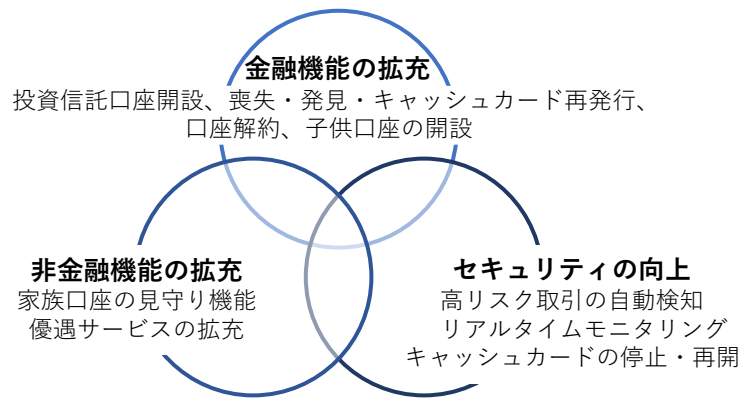 金融機能の拡充
投資信託口座開設、喪失・発見・キャッシュカード再発行、
口座解約、子供口座の開設
非金融機能の拡充
家族口座の見守り機能
優遇サービスの拡充
セキュリティの向上
高リスク取引の自動検知
リアルタイムモニタリング
キャッシュカードの停止・再開